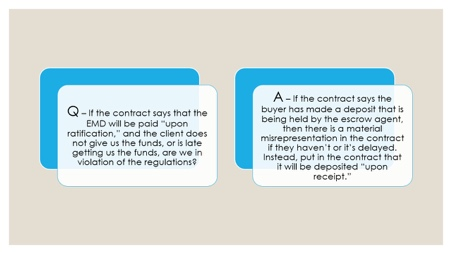 Q – If the contract says that the
EMD will be paid “upon
ratification,” and the client does
not give us the funds, or is late
getting us the funds, are we in
violation of the regulations?
A – If the contract says the
buyer has made a deposit that is
being held by the escrow agent,
then there is a material
misrepresentation in the contract
if they haven’t or it’s delayed.
Instead, put in the contract that
it will be deposited “upon
receipt.”